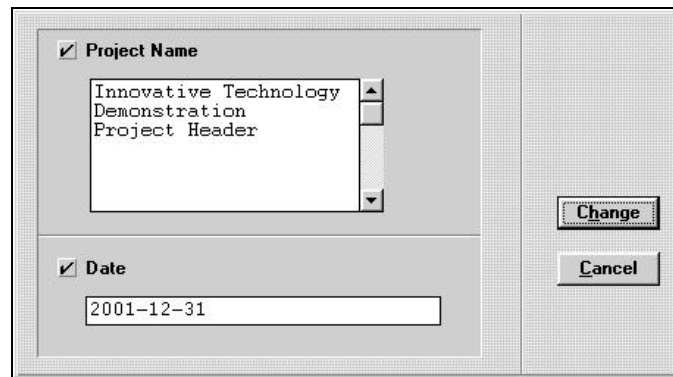 Project Name
Innovative Technology
Demonstration
Project Header
Change
Date
Cancel
2001-12-31